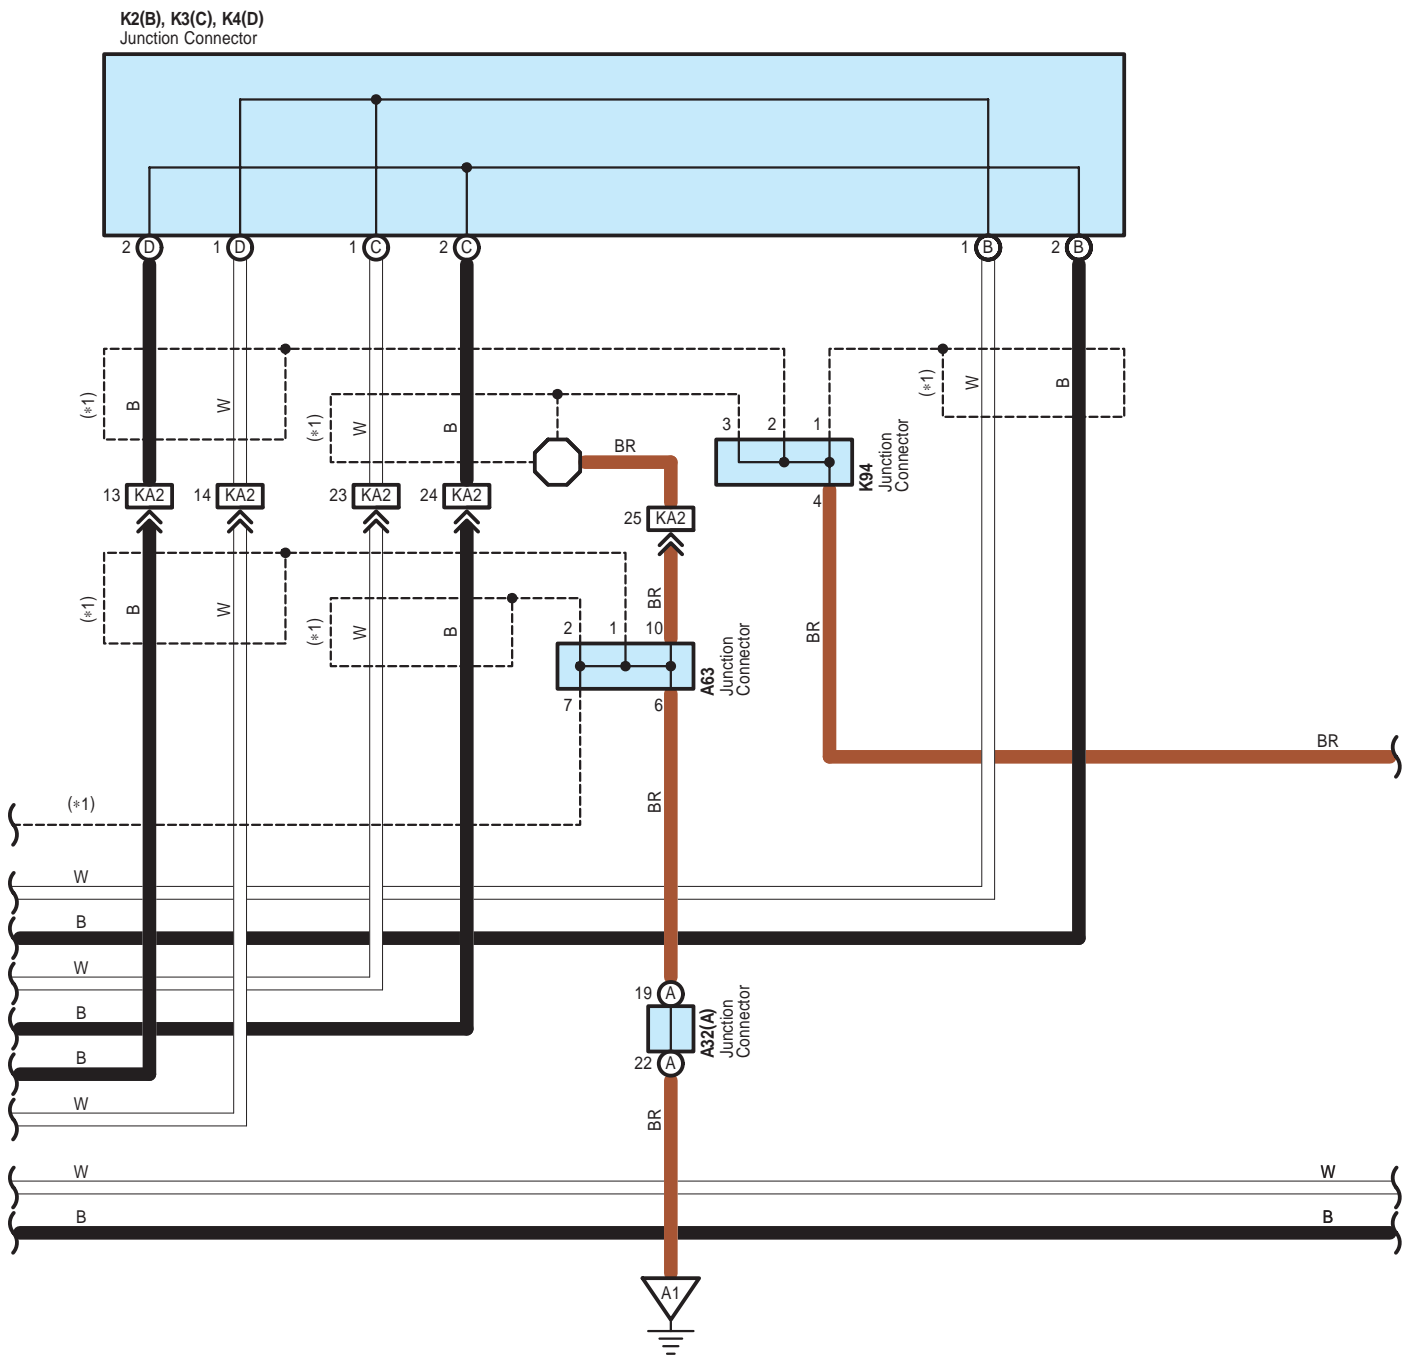 K2(B), K3(C), K4(D)
Junction Connector
2 D
1 D
1 C
2 C
1 B
2 B
(*1)
B
W
(*1)
W
B
(*1)
W
B
3
2
1
BR
K94
Junction
Connector
4
13 KA2
14 KA2
23 KA2
24 KA2
25 KA2
(*1)
B
W
(*1)
W
B
BR
BR
2
1
10
A63
Junction
Connector
7
6
BR
(*1)
BR
W
B
W
19 A
A32(A)
Junction
Connector
B
B
22 A
W
BR
W
W
B
B
A1